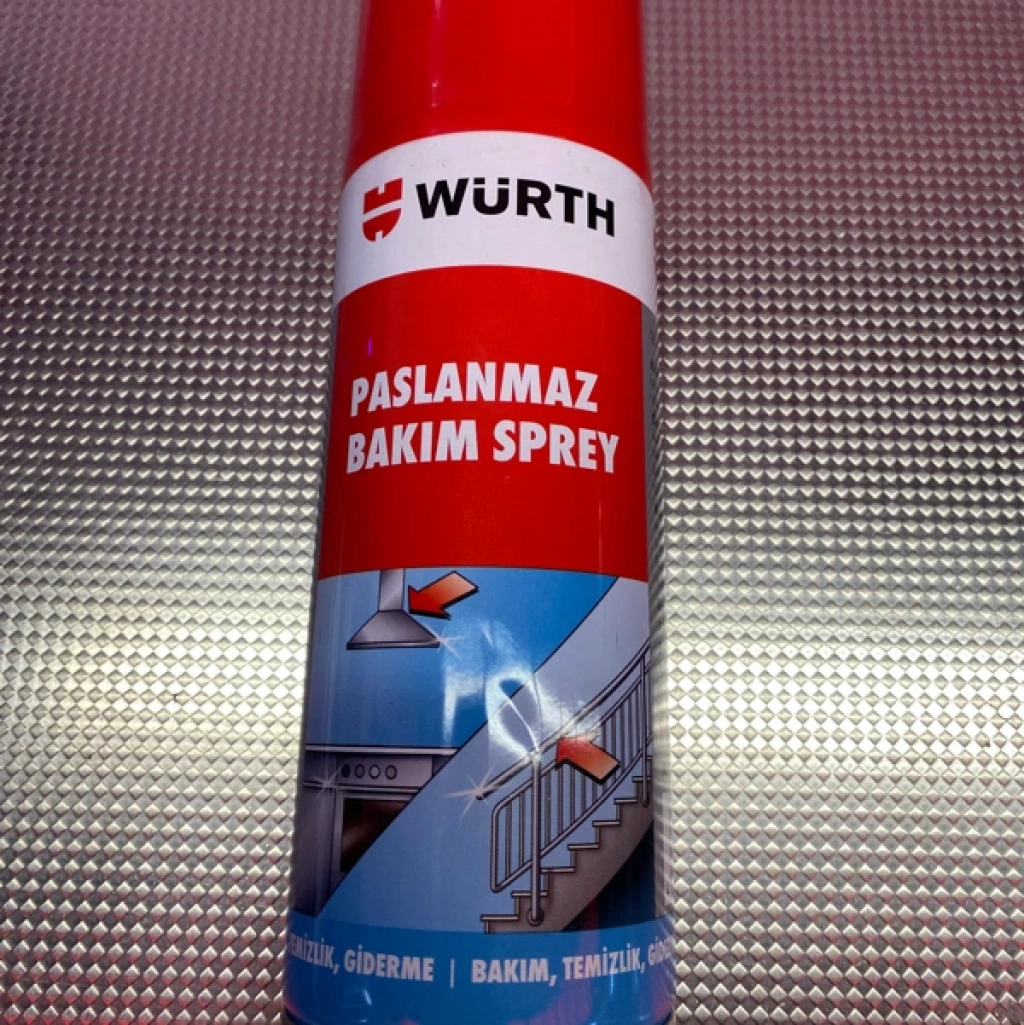 WÜRTH
PASLANMAZ
BAKIM SPREY
TEMİZLİK, GİDERME | BAKIM, TEMİZLİK,